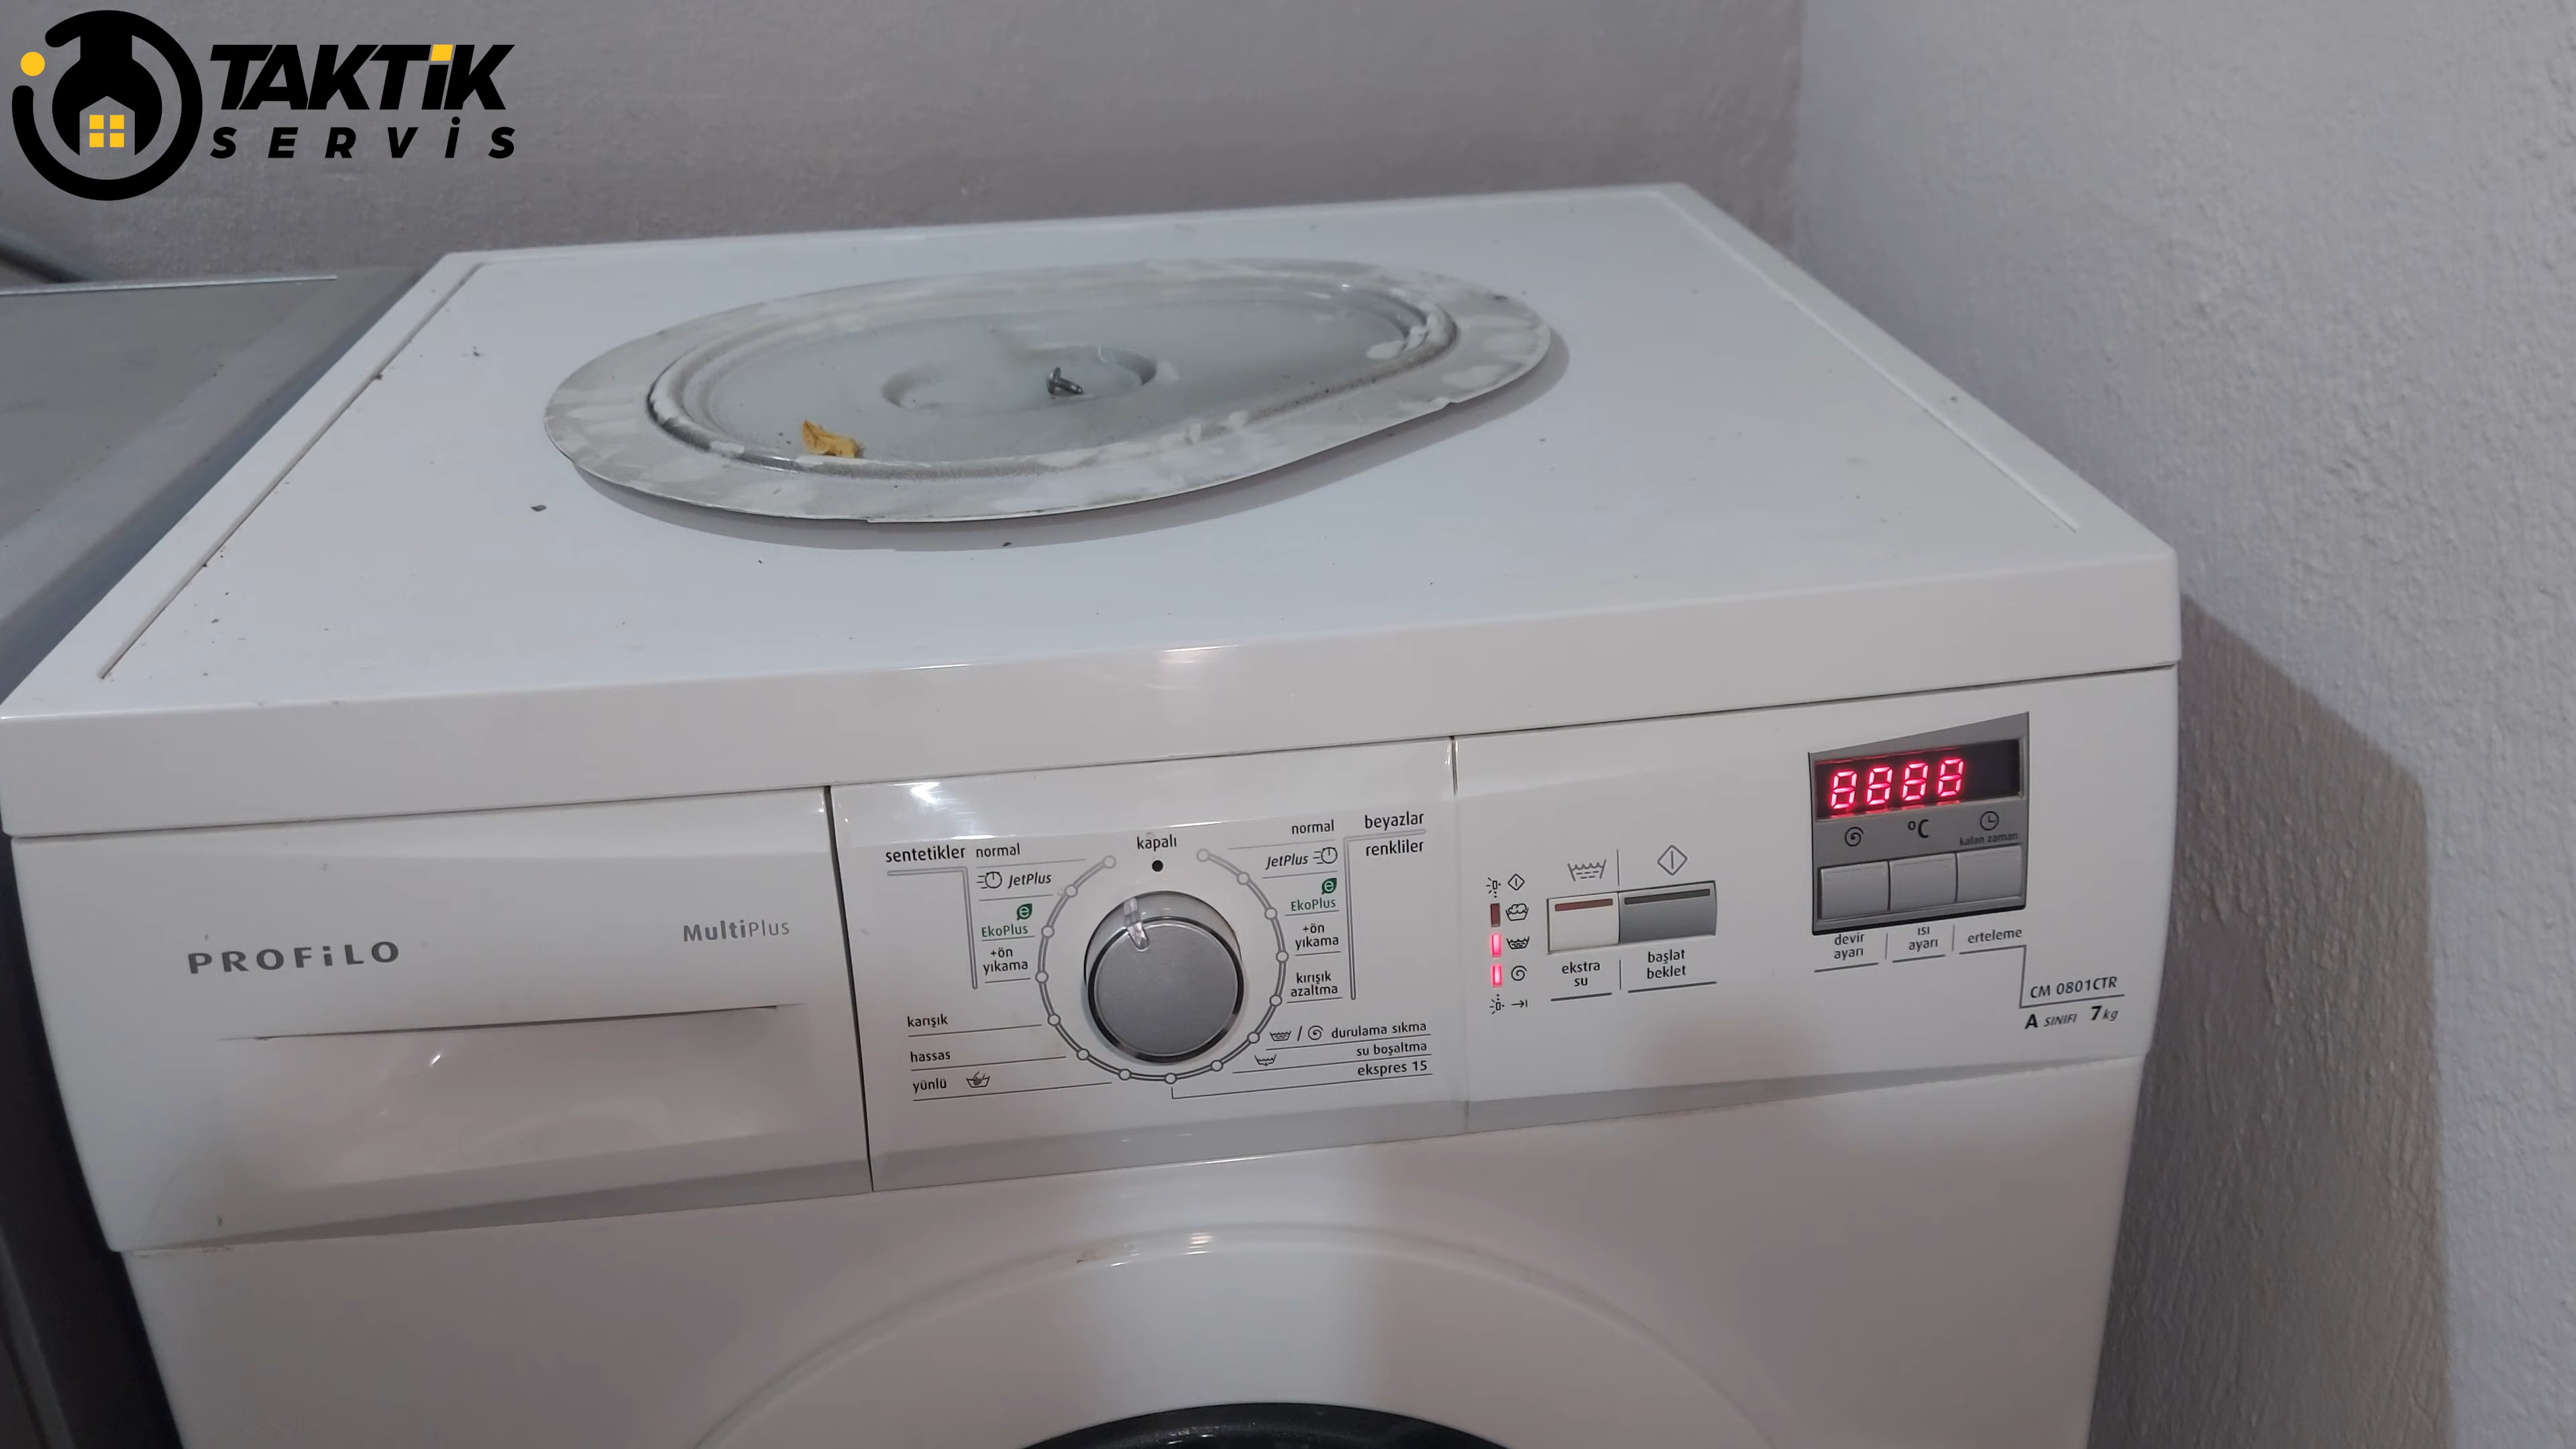 TAKTİK
SERVİS
PROFiLO
MultiPlus
sentetikler normal
JetPlus
EkoPlus
+ön
yıkama
karışık
hassas
yünlü
kapalı
normal beyazlar
JetPlus renkliler
EkoPlus
+ön
yıkama
kırışık
azaltma
/ durulama sıkma
su boşaltma
ekspres 15
ekstra
su
başlat
beklet
8888
°C
kalan zaman
devir
ayarı
ısı
ayarı
erteleme
CM 0801CTR
A SINIFI 7kg